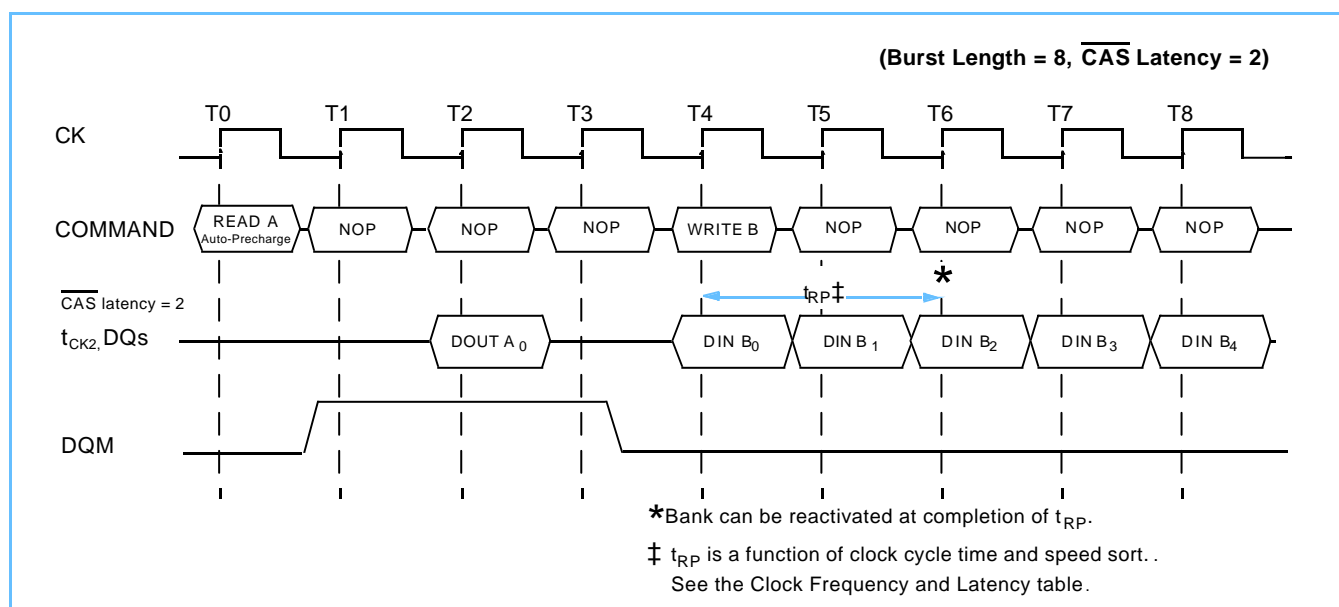 (Burst Length = 8, CAS Latency = 2)
T0 T1 T2 T3 T4 T5 T6 T7 T8
CK
COMMAND
READ A
Auto-Precharge
NOP NOP NOP WRITE B NOP NOP NOP NOP
*
tRP‡
CAS latency = 2
tCK2, DQs
DOUT A0 DIN B0 DIN B1 DIN B2 DIN B3 DIN B4
DQM
*Bank can be reactivated at completion of tRP.
‡ tRP is a function of clock cycle time and speed sort. .
See the Clock Frequency and Latency table.